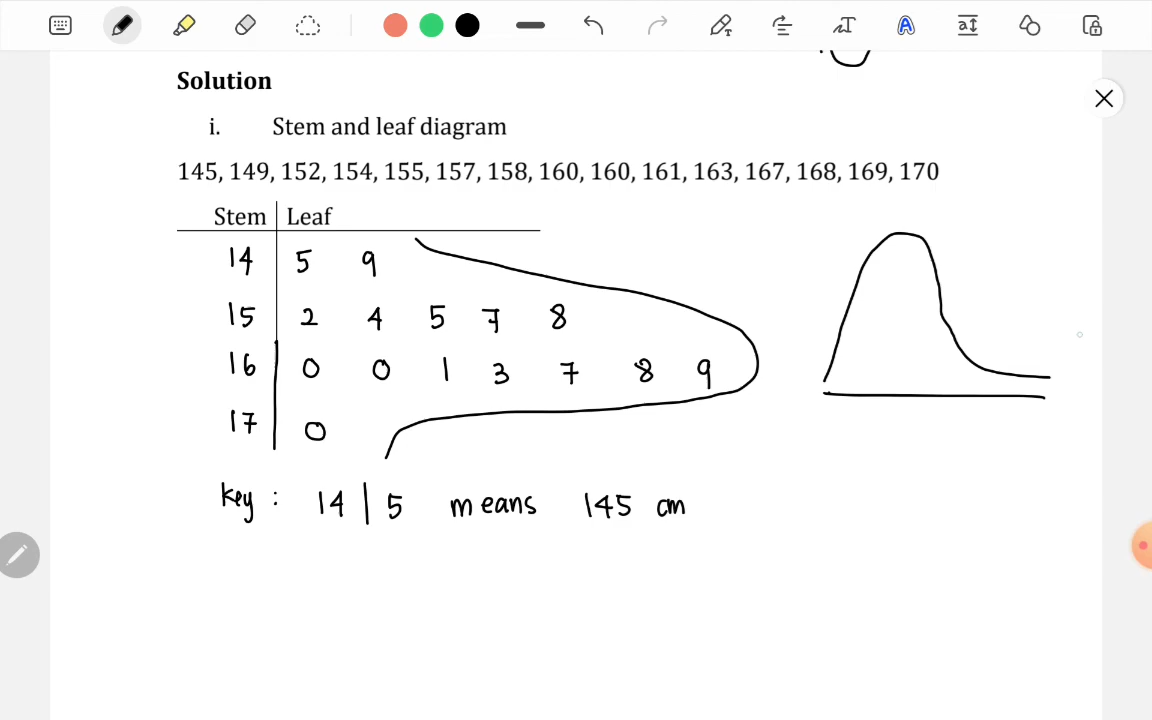 Solution
i. Stem and leaf diagram
145, 149, 152, 154, 155, 157, 158, 160, 160, 161, 163, 167, 168, 169, 170
Stem Leaf
14 5 9
15 2 4 5 7 8
16 0 0 1 3 7 8 9
17 0
key : 14 | 5 means 145 cm